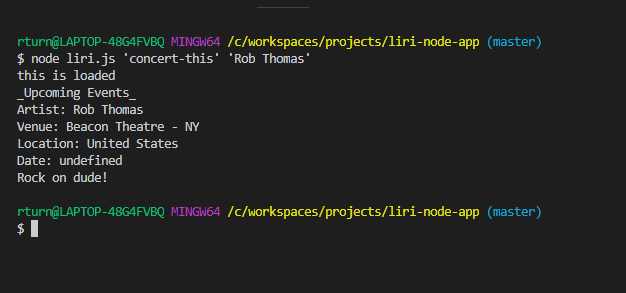 rturn@LAPTOP-48G4FVBQ MINGW64 /c/workspaces/projects/liri-node-app (master)
$ node liri.js 'concert-this' 'Rob Thomas'
this is loaded
_Upcoming Events_
Artist: Rob Thomas
Venue: Beacon Theatre - NY
Location: United States
Date: undefined
Rock on dude!
rturn@LAPTOP-48G4FVBQ MINGW64 /c/workspaces/projects/liri-node-app (master)
$